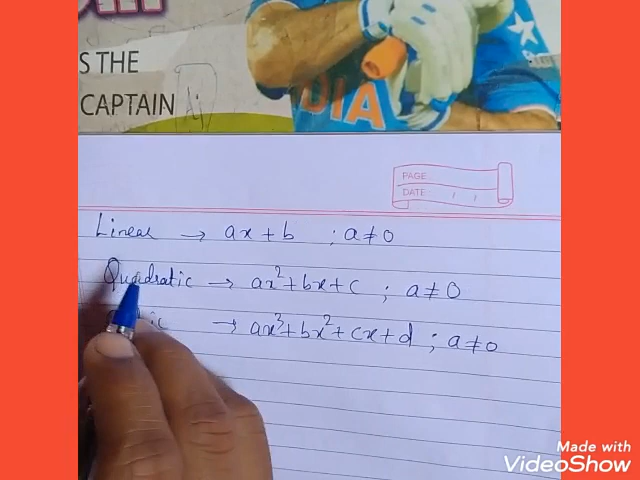 S THE
CAPTAIN
DIA
PAGE
DATE / /
Linear → ax + b ; a ≠ 0
Quadratic → ax² + bx + c ; a ≠ 0
→ ax³ + bx² + cx + d ; a ≠ 0
Made with
VideoShow